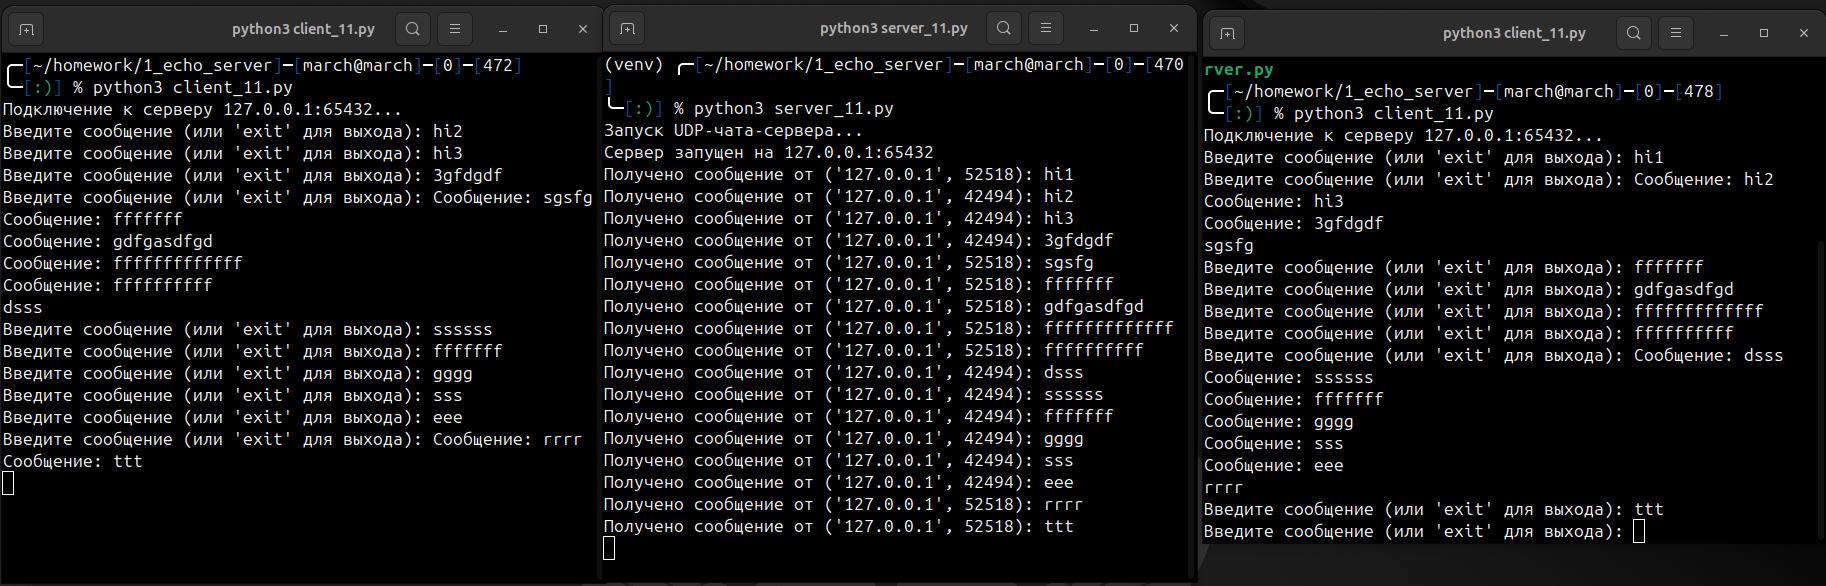 python3 client_11.py
[~/homework/1_echo_server]─[march@march]─[0]─[472]
[:)] % python3 client_11.py
Подключение к серверу 127.0.0.1:65432...
Введите сообщение (или 'exit' для выхода): hi2
Введите сообщение (или 'exit' для выхода): hi3
Введите сообщение (или 'exit' для выхода): 3gfdgdf
Введите сообщение (или 'exit' для выхода): Сообщение: sgsfg
Сообщение: fffffff
Сообщение: gdfgasdfgd
Сообщение: fffffffffffff
Сообщение: ffffffffff
dsss
Введите сообщение (или 'exit' для выхода): ssssss
Введите сообщение (или 'exit' для выхода): fffffff
Введите сообщение (или 'exit' для выхода): gggg
Введите сообщение (или 'exit' для выхода): sss
Введите сообщение (или 'exit' для выхода): eee
Введите сообщение (или 'exit' для выхода): Сообщение: rrrr
Сообщение: ttt
python3 server_11.py
(venv) [~/homework/1_echo_server]─[march@march]─[0]─[470
]
[:)] % python3 server_11.py
Запуск UDP-чата-сервера...
Сервер запущен на 127.0.0.1:65432
Получено сообщение от ('127.0.0.1', 52518): hi1
Получено сообщение от ('127.0.0.1', 42494): hi2
Получено сообщение от ('127.0.0.1', 42494): hi3
Получено сообщение от ('127.0.0.1', 42494): 3gfdgdf
Получено сообщение от ('127.0.0.1', 52518): sgsfg
Получено сообщение от ('127.0.0.1', 52518): fffffff
Получено сообщение от ('127.0.0.1', 52518): gdfgasdfgd
Получено сообщение от ('127.0.0.1', 52518): fffffffffffff
Получено сообщение от ('127.0.0.1', 52518): ffffffffff
Получено сообщение от ('127.0.0.1', 42494): dsss
Получено сообщение от ('127.0.0.1', 42494): ssssss
Получено сообщение от ('127.0.0.1', 42494): fffffff
Получено сообщение от ('127.0.0.1', 42494): gggg
Получено сообщение от ('127.0.0.1', 42494): sss
Получено сообщение от ('127.0.0.1', 42494): eee
Получено сообщение от ('127.0.0.1', 52518): rrrr
Получено сообщение от ('127.0.0.1', 52518): ttt
python3 client_11.py
rver.py
[~/homework/1_echo_server]─[march@march]─[0]─[478]
[:)] % python3 client_11.py
Подключение к серверу 127.0.0.1:65432...
Введите сообщение (или 'exit' для выхода): hi1
Введите сообщение (или 'exit' для выхода): Сообщение: hi2
Сообщение: hi3
Сообщение: 3gfdgdf
sgsfg
Введите сообщение (или 'exit' для выхода): fffffff
Введите сообщение (или 'exit' для выхода): gdfgasdfgd
Введите сообщение (или 'exit' для выхода): fffffffffffff
Введите сообщение (или 'exit' для выхода): ffffffffff
Введите сообщение (или 'exit' для выхода): Сообщение: dsss
Сообщение: ssssss
Сообщение: fffffff
Сообщение: gggg
Сообщение: sss
Сообщение: eee
rrrr
Введите сообщение (или 'exit' для выхода): ttt
Введите сообщение (или 'exit' для выхода):